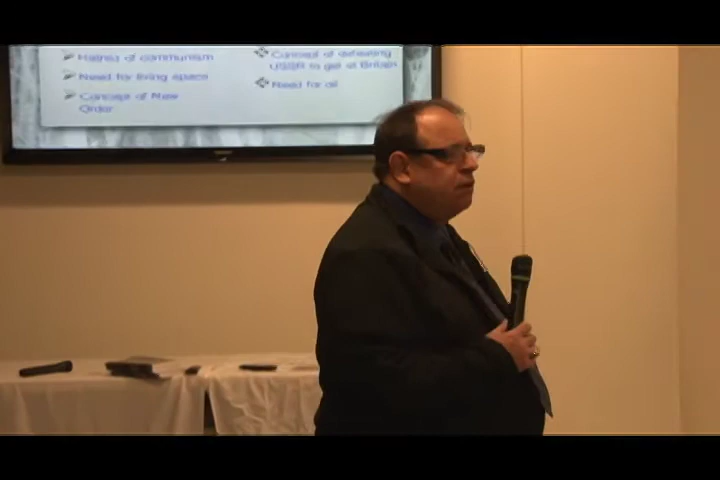 Hatred of communism
Need for living space
Concept of New
Order
Concept of defeating
USSR to get at Britain
Need for oil